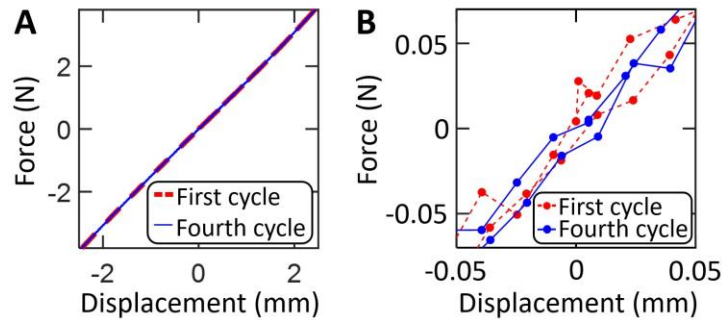 A
Force (N)
2
0
-2
First cycle
Fourth cycle
-2
0
2
Displacement (mm)
B
Force (N)
0.05
0
-0.05
First cycle
Fourth cycle
-0.05
0
0.05
Displacement (mm)